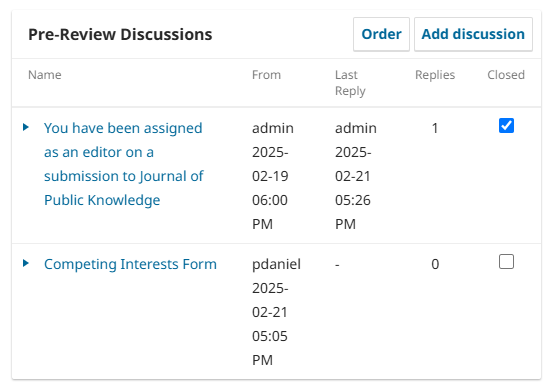 Pre-Review Discussions
Order
Add discussion
Name
From
Last
Reply
Replies
Closed
You have been assigned
as an editor on a
submission to Journal of
Public Knowledge
admin
2025-
02-19
06:00
PM
admin
2025-
02-21
05:26
PM
1
Competing Interests Form
pdaniel
2025-
02-21
05:05
PM
-
0